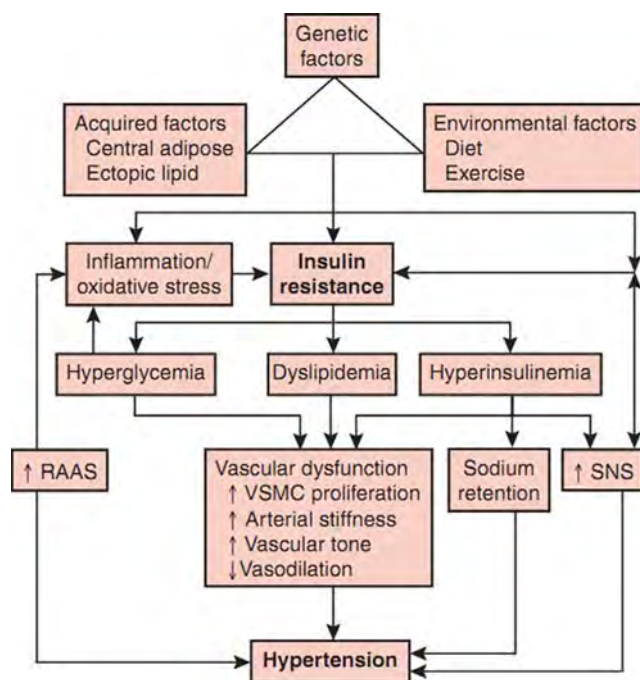 Genetic
factors
Acquired factors
Central adipose
Ectopic lipid
Environmental factors
Diet
Exercise
Inflammation/
oxidative stress
Insulin
resistance
Hyperglycemia
Dyslipidemia
Hyperinsulinemia
↑ RAAS
Vascular dysfunction
↑ VSMC proliferation
↑ Arterial stiffness
↑ Vascular tone
↓ Vasodilation
Sodium
retention
↑ SNS
Hypertension